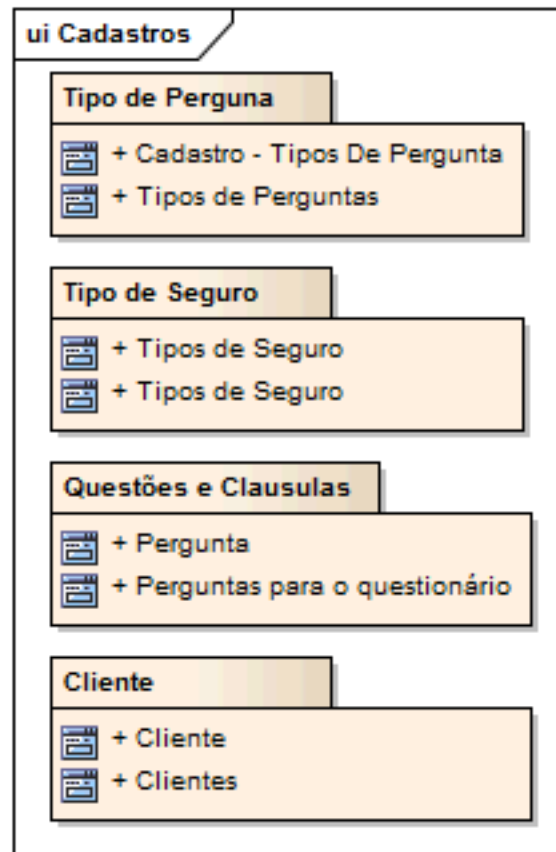 ui Cadastros
Tipo de Perguna
+ Cadastro - Tipos De Pergunta
+ Tipos de Perguntas
Tipo de Seguro
+ Tipos de Seguro
+ Tipos de Seguro
Questões e Clausulas
+ Pergunta
+ Perguntas para o questionário
Cliente
+ Cliente
+ Clientes